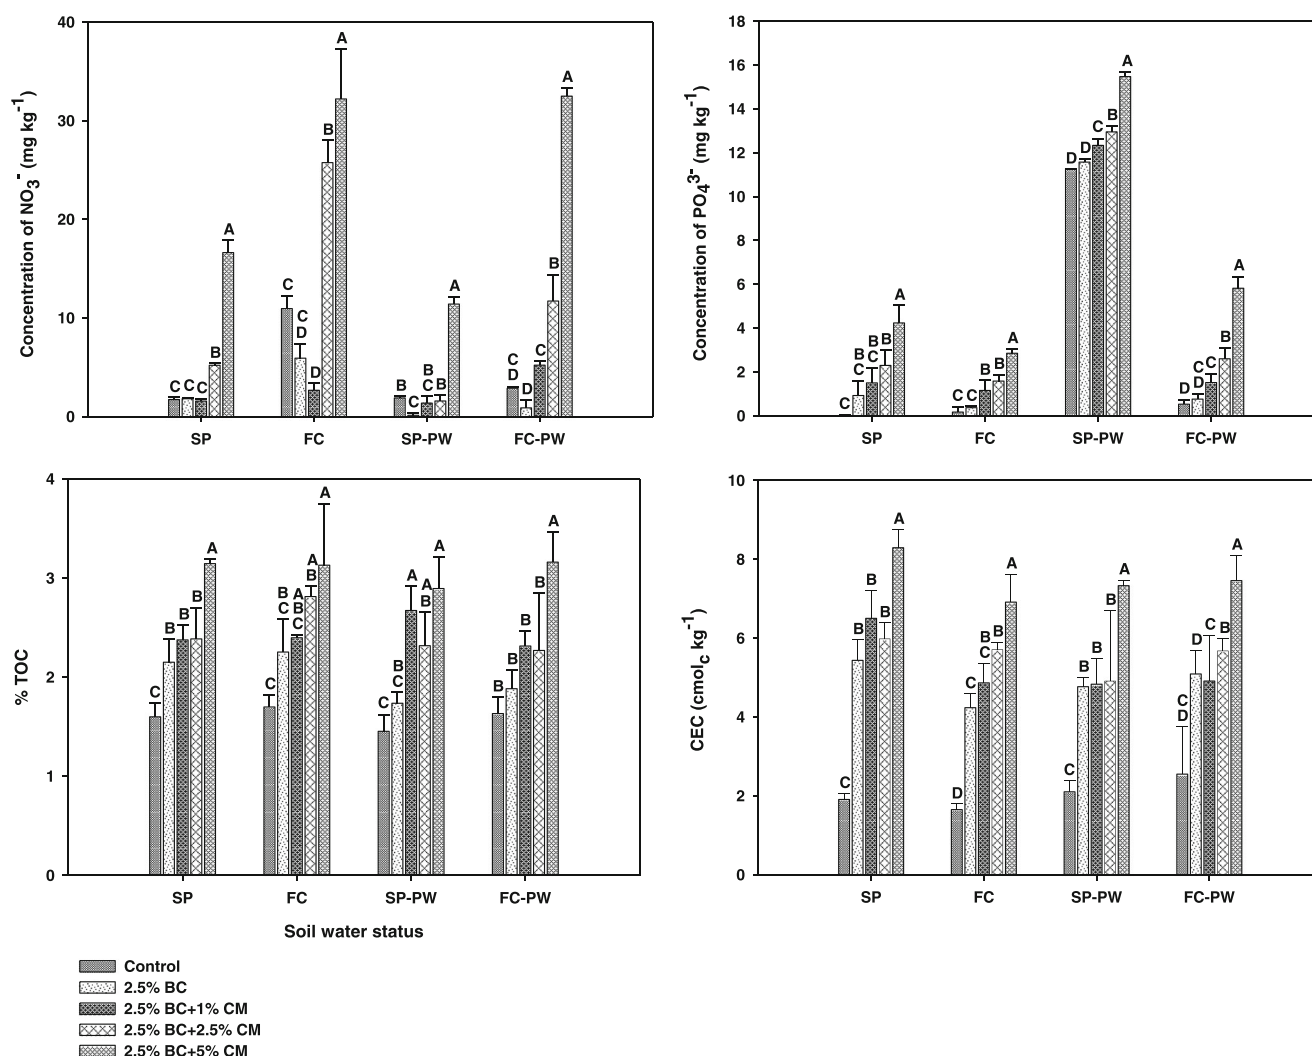 Concentration of NO3- (mg kg-1)
40
30
20
10
0
C C C B A
C C D D B A
B C B C B A
C D D C B A
SP FC SP-PW FC-PW
Concentration of PO43- (mg kg-1)
18
16
14
12
10
8
6
4
2
0
C B C B C B A
C C B B A
D D C B A
D C D C B A
SP FC SP-PW FC-PW
% TOC
4
3
2
1
0
C B B B A
C B C A B C A B A
C B C A A B A
B B B B A
SP FC SP-PW FC-PW
Soil water status
CEC (cmolc kg-1)
10
8
6
4
2
0
C B B B A
D C B C B A
C B B B A
C D D C B A
SP FC SP-PW FC-PW
Control
2.5% BC
2.5% BC+1% CM
2.5% BC+2.5% CM
2.5% BC+5% CM